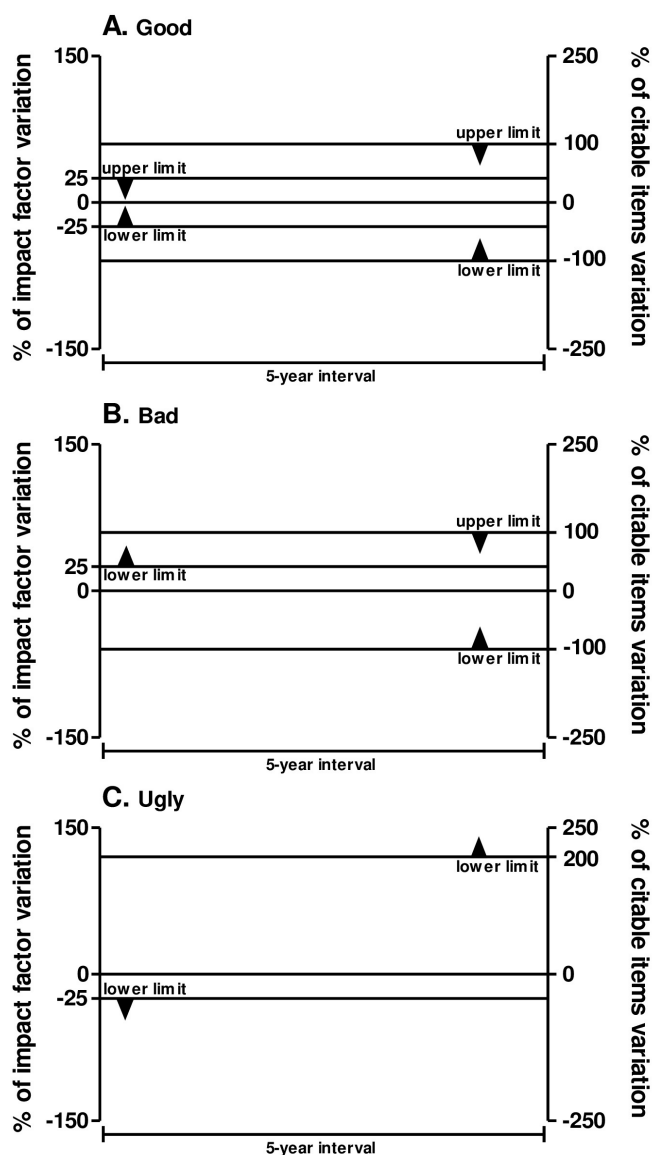 A. Good
150
250
upper limit
100
upper limit
25
0
0
-25
lower limit
-100
lower limit
-150
-250
5-year interval
% of impact factor variation
% of citable items variation
B. Bad
150
250
upper limit
100
25
lower limit
0
0
-100
lower limit
-150
-250
5-year interval
% of impact factor variation
% of citable items variation
C. Ugly
150
250
200
lower limit
0
0
-25
lower limit
-150
-250
5-year interval
% of impact factor variation
% of citable items variation